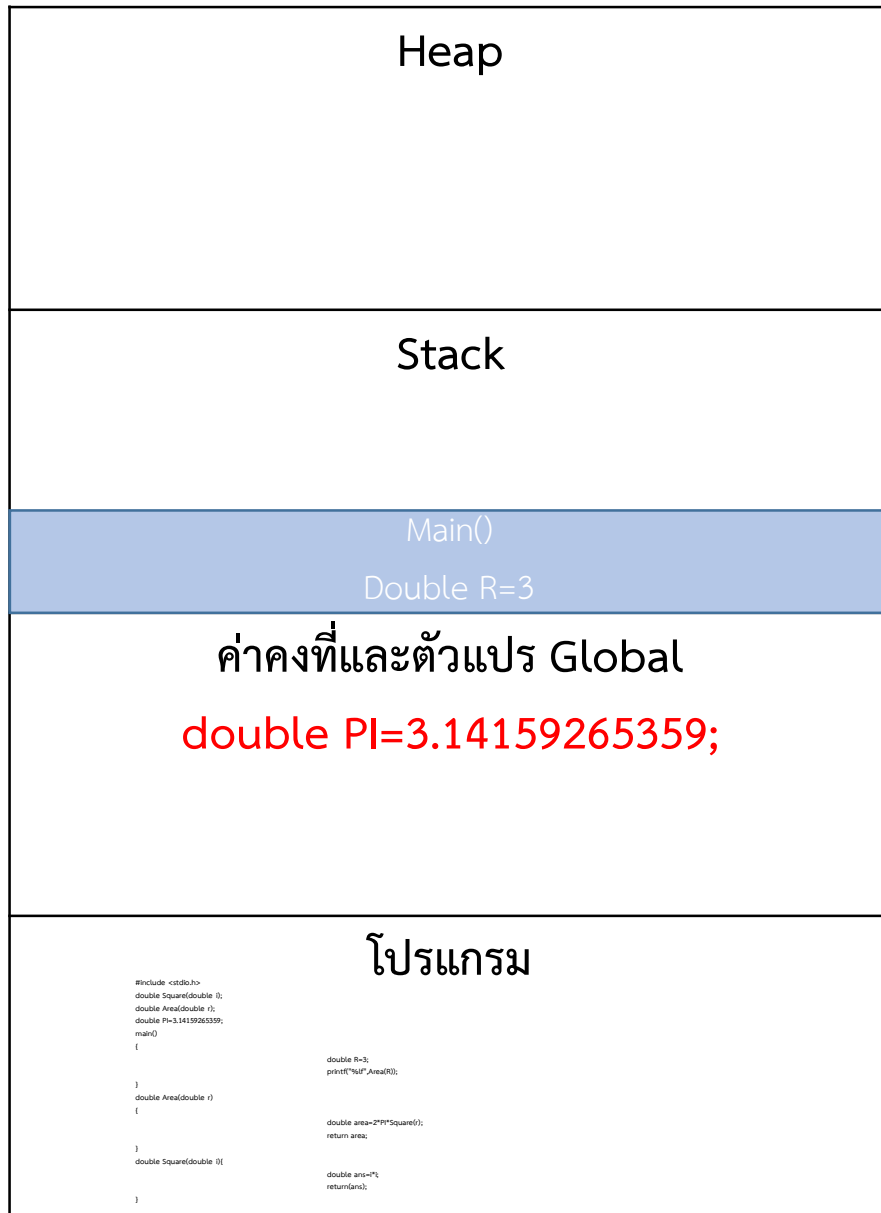 Heap
Stack
Main()
Double R=3
ค่าคงที่และตัวแปร Global
double PI=3.14159265359;
โปรแกรม
#include <stdio.h>
double Square(double i);
double Area(double r);
double PI=3.14159265359;
main()
{
double R=3;
printf("%lf",Area(R));
}
double Area(double r)
{
double area=2*PI*Square(r);
return area;
}
double Square(double i){
double ans=i*i;
return(ans);
}